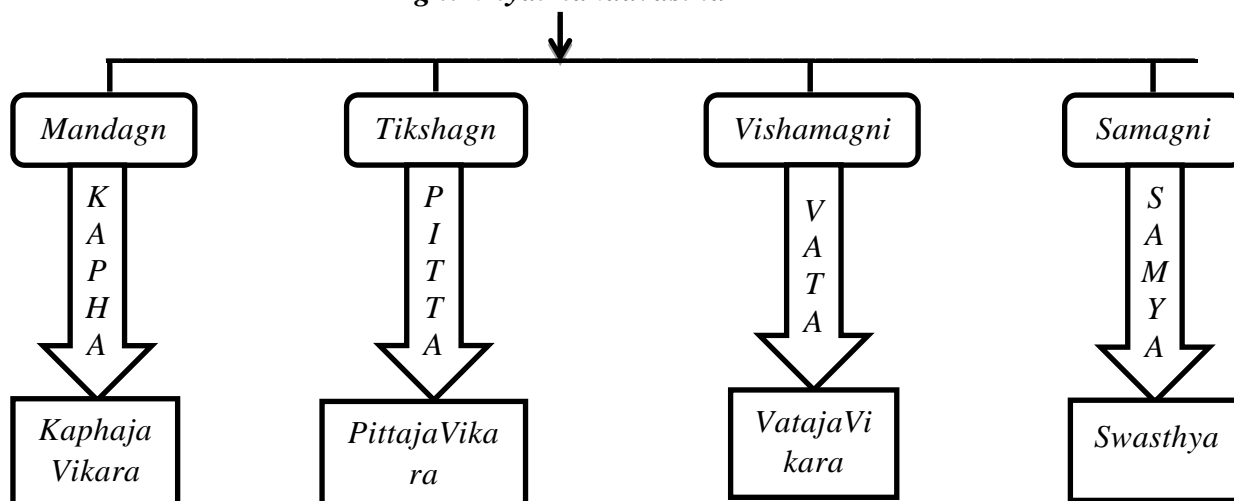 Mandagn
Tikshagn
Vishamagni
Samagni
K
A
P
H
A
P
I
T
T
A
V
A
T
A
S
A
M
Y
A
Kaphaja
Vikara
PittajaVika
ra
VatajaVi
kara
Swasthya